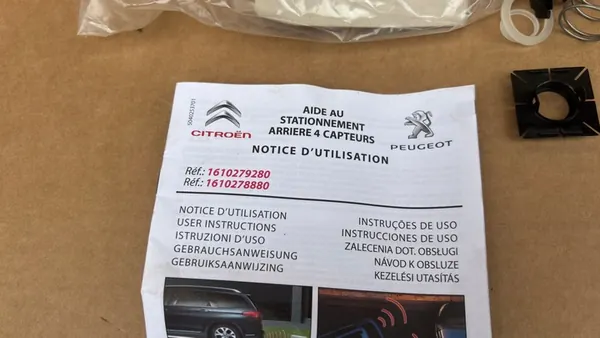 AIDE AU
STATIONNEMENT
ARRIERE 4 CAPTEURS
CITROËN
PEUGEOT
NOTICE D'UTILISATION
Réf.: 1610279280
Réf.: 1610278880
NOTICE D'UTILISATION
USER INSTRUCTIONS
ISTRUZIONI D'USO
GEBRAUCHSANWEISUNG
GEBRUIKSAANWIJZING
INSTRUÇÕES DE USO
INSTRUCCIONES DE USO
ZALECENIA DOT. OBSŁUGI
NÁVOD K OBSLUZE
KEZELÉSI UTASÍTÁS